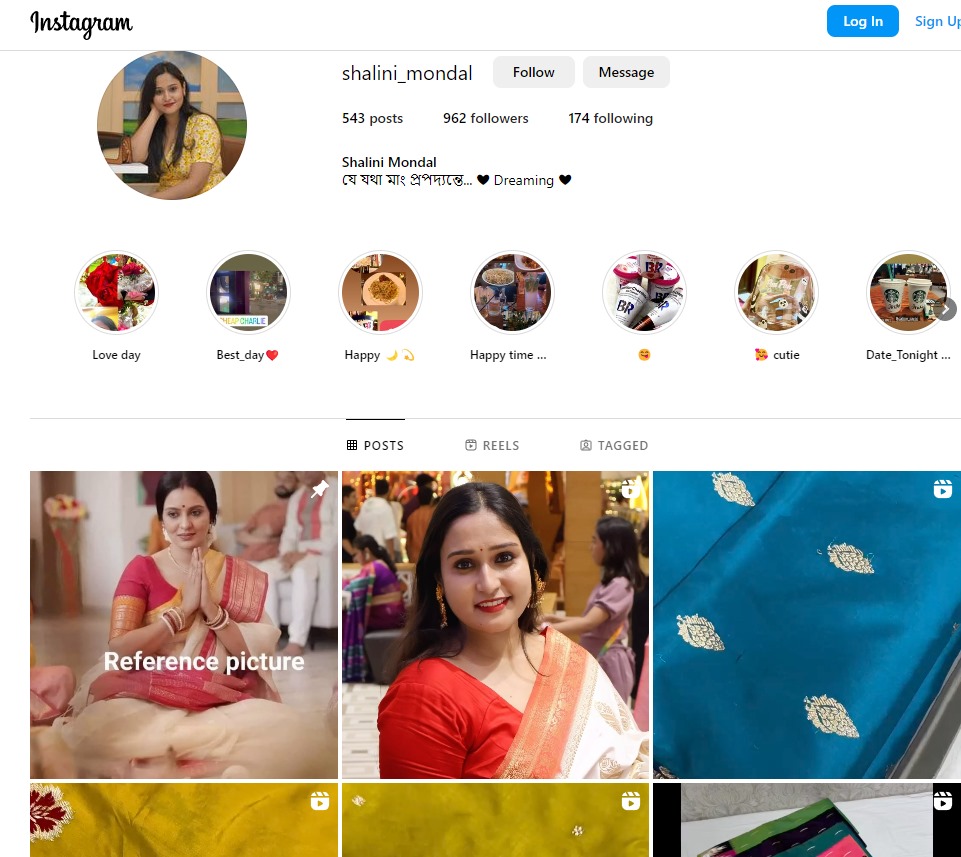 Instagram
Log In
Sign Up
shalini_mondal
Follow
Message
543 posts
962 followers
174 following
Shalini Mondal
যে যথা মাং প্রপদ্যন্তে... 🖤 Dreaming 🖤
CHEAP CHARLIE
BR
BR
Love day
Best_day❤️
Happy 🌙💫
Happy time ...
🥰
🥰 cutie
Date_Tonight ...
POSTS
REELS
TAGGED
Reference picture